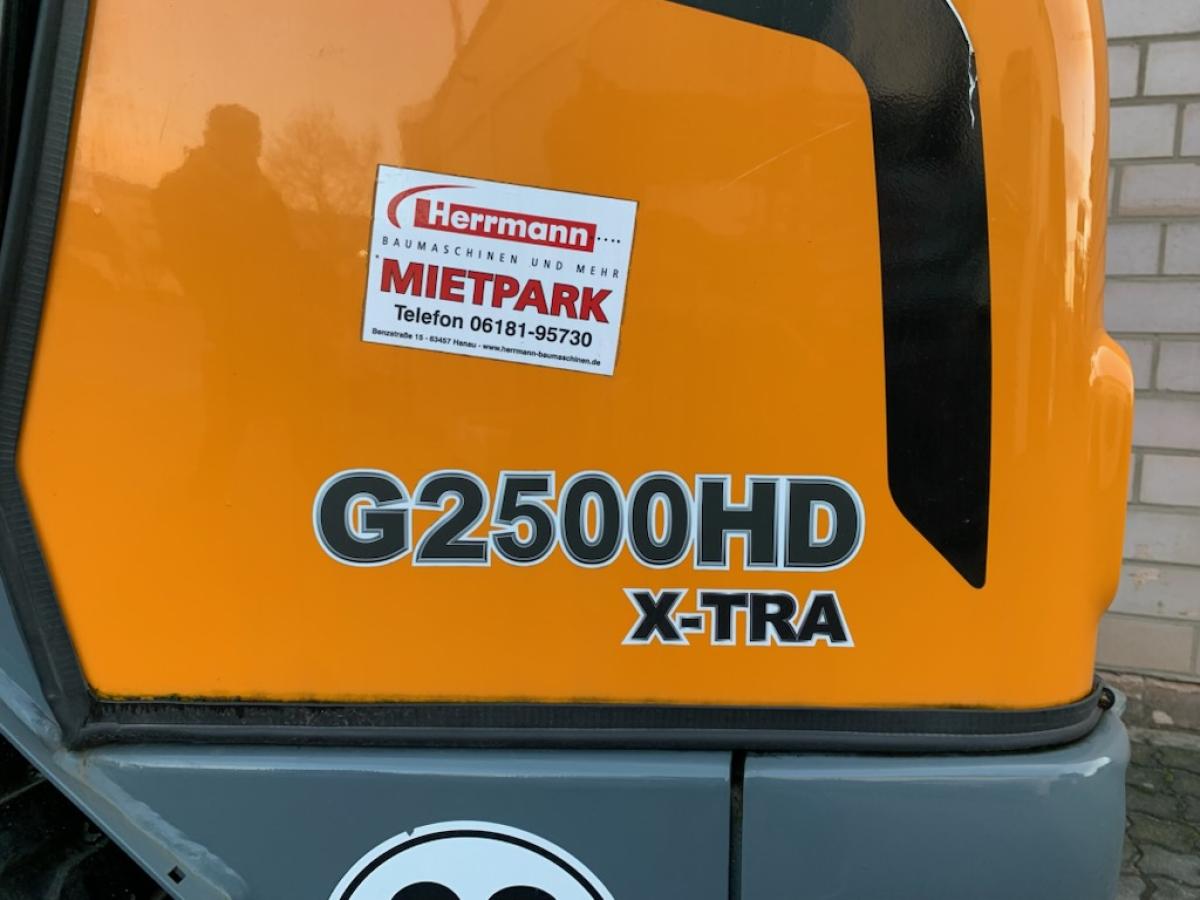 Herrmann....
BAUMASCHINEN UND MEHR
MIETPARK
Telefon 06181-95730
Benzstraße 15 - 63457 Hanau - www.herrmann-baumaschinen.de
G2500HD
X-TRA